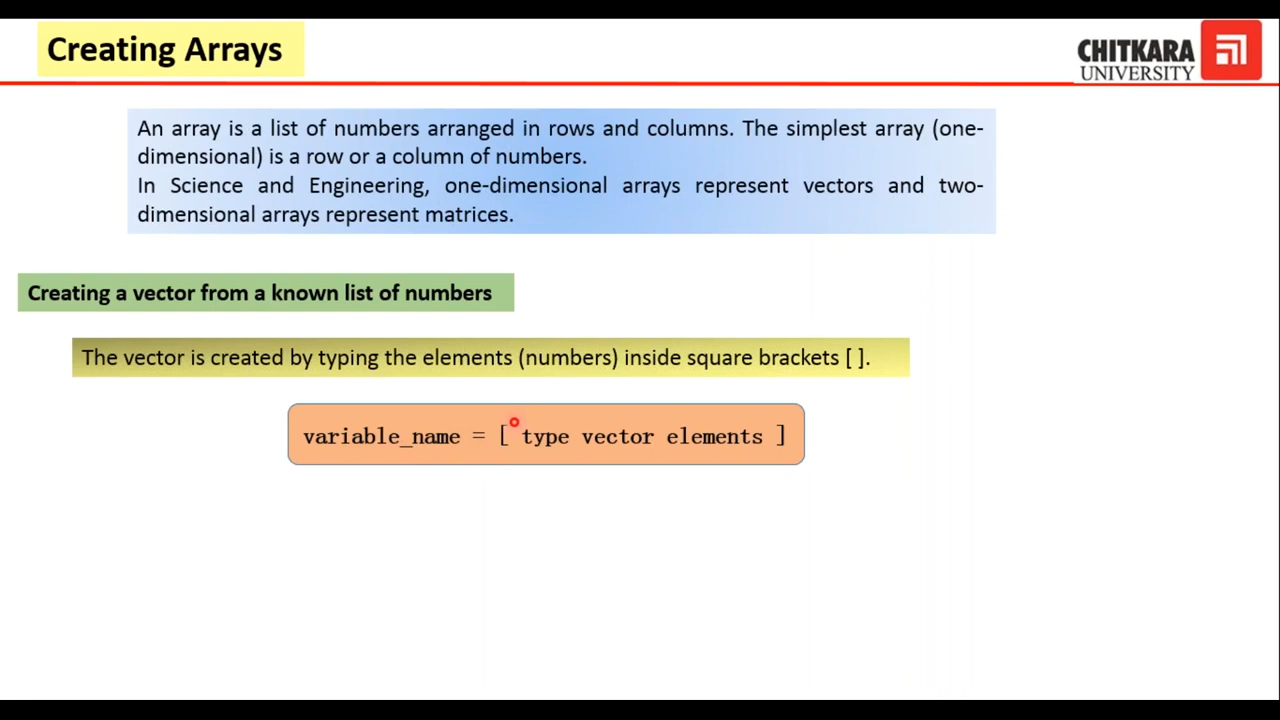 Creating Arrays
CHITKARA
UNIVERSITY
An array is a list of numbers arranged in rows and columns. The simplest array (one-
dimensional) is a row or a column of numbers.
In Science and Engineering, one-dimensional arrays represent vectors and two-
dimensional arrays represent matrices.
Creating a vector from a known list of numbers
The vector is created by typing the elements (numbers) inside square brackets [ ].
variable_name = [ type vector elements ]